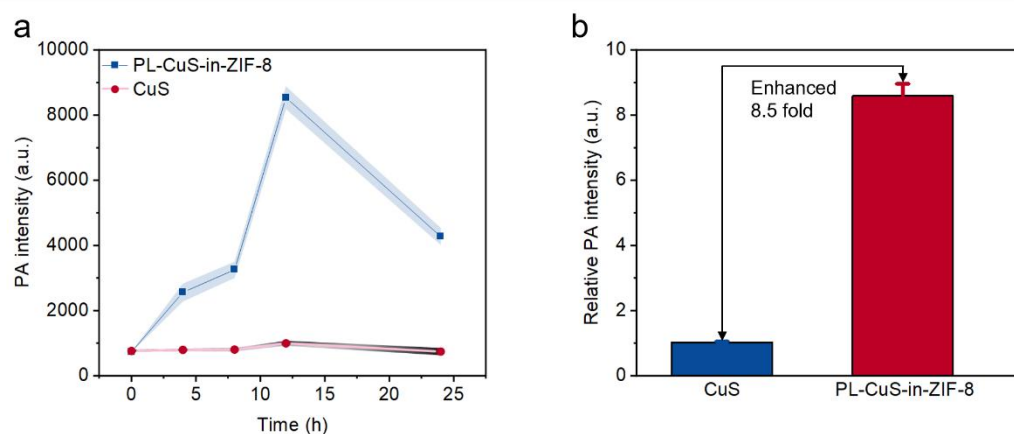 a
10000
8000
6000
4000
2000
0
PA intensity (a.u.)
PL-CuS-in-ZIF-8
CuS
0
5
10
15
20
25
Time (h)
b
10
8
6
4
2
0
Relative PA intensity (a.u.)
Enhanced
8.5 fold
CuS
PL-CuS-in-ZIF-8